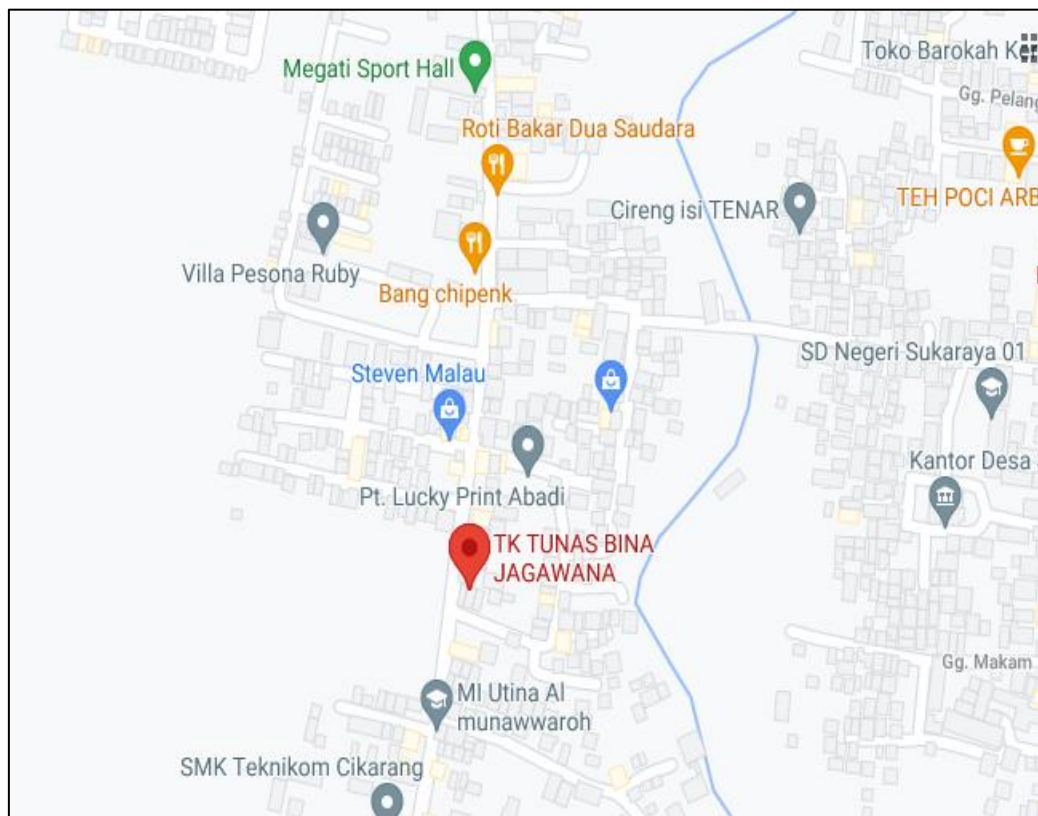 Toko Barokah
Megati Sport Hall
Gg. Pelang
Roti Bakar Dua Saudara
TEH POCI ARB
Cireng isi TENAR
Villa Pesona Ruby
Bang chipenk
SD Negeri Sukaraya 01
Steven Malau
Kantor Desa
Pt. Lucky Print Abadi
TK TUNAS BINA
JAGAWANA
Gg. Makam
MI Utina Al
munawwaroh
SMK Teknikom Cikarang